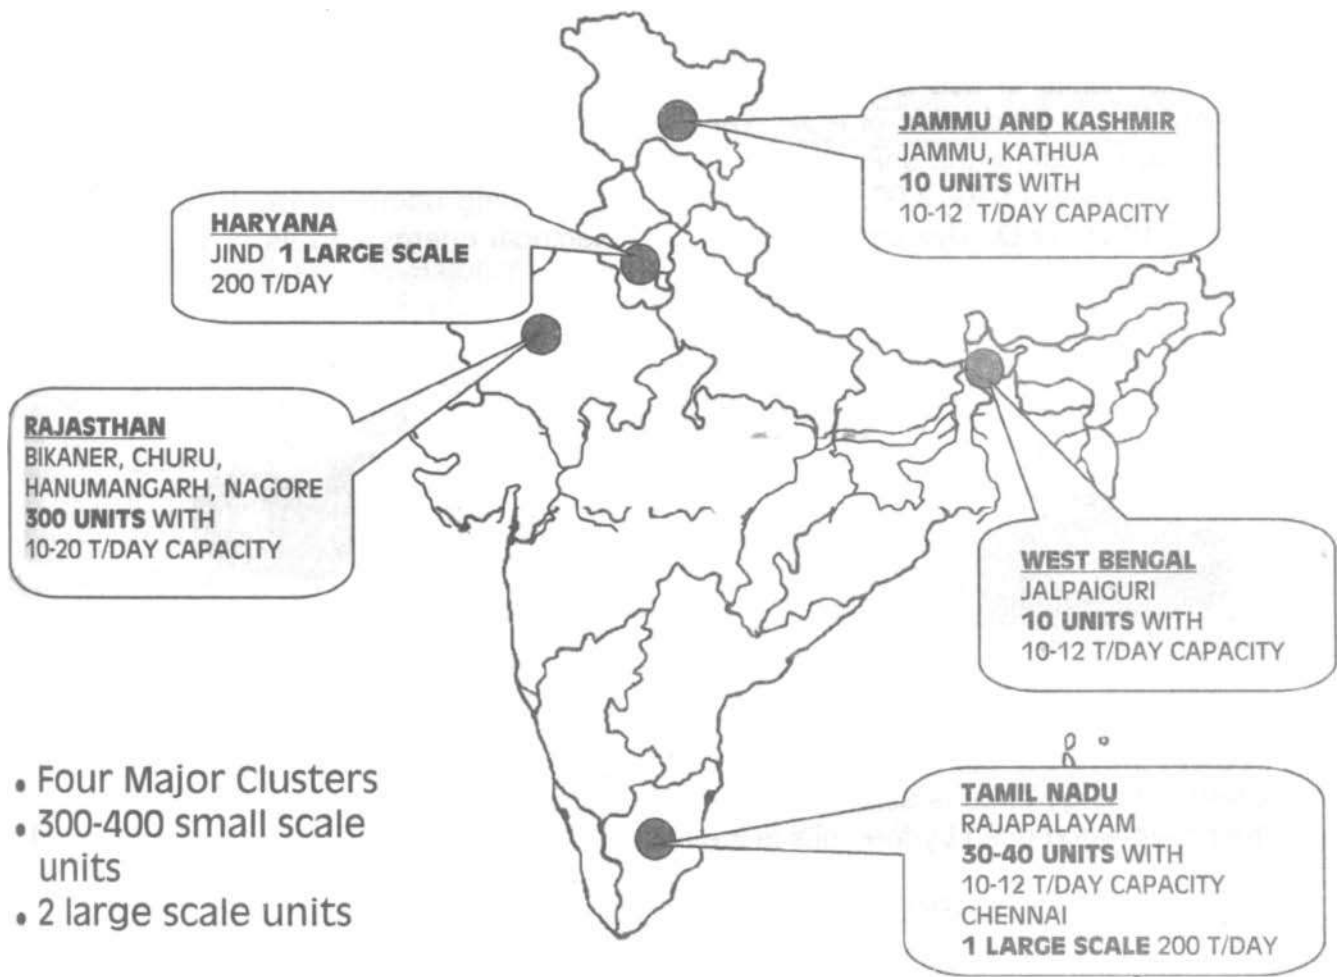 JAMMU AND KASHMIR
JAMMU, KATHUA
10 UNITS WITH
10-12 T/DAY CAPACITY
HARYANA
JIND 1 LARGE SCALE
200 T/DAY
RAJASTHAN
BIKANER, CHURU,
HANUMANGARH, NAGORE
300 UNITS WITH
10-20 T/DAY CAPACITY
WEST BENGAL
JALPAIGURI
10 UNITS WITH
10-12 T/DAY CAPACITY
• Four Major Clusters
• 300-400 small scale
units
• 2 large scale units
TAMIL NADU
RAJAPALAYAM
30-40 UNITS WITH
10-12 T/DAY CAPACITY
CHENNAI
1 LARGE SCALE 200 T/DAY